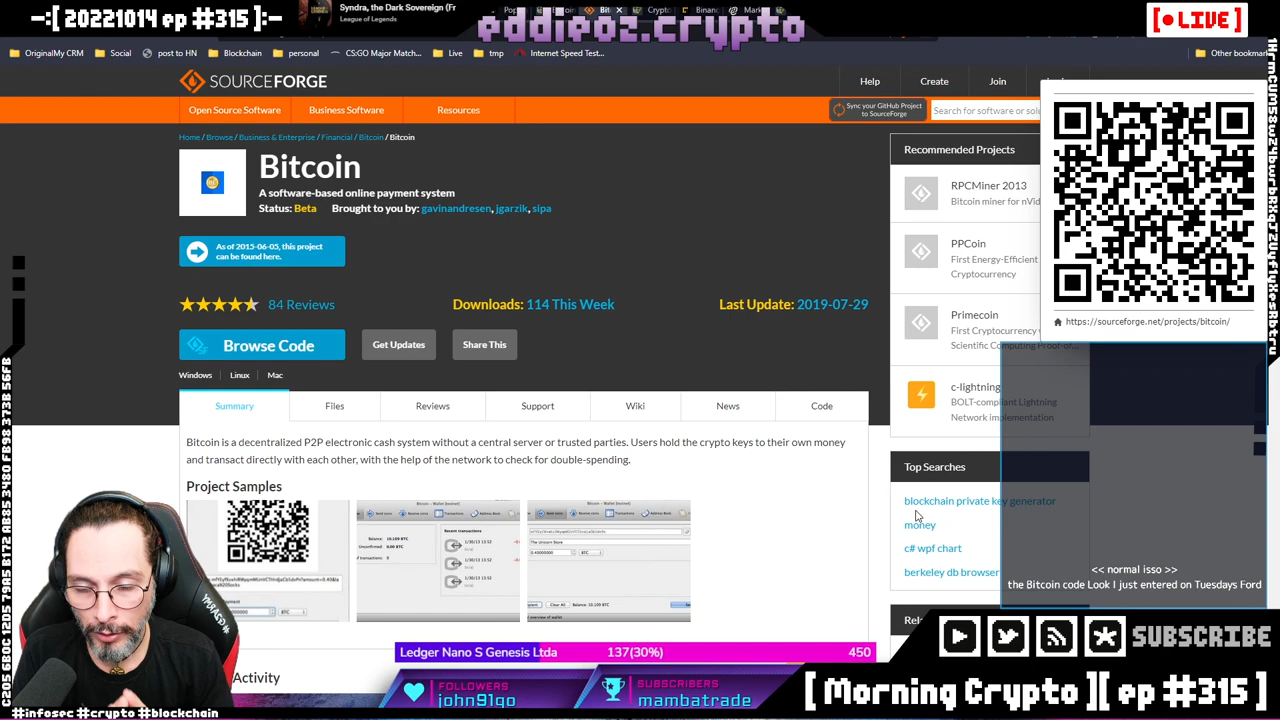 -:[ 20221014 ep #315]:-
Syndra, the Dark Sovereign (Fr
League of Legends
eddieoz.crypto
[●LIVE]
OriginalMy CRM
Social
post to HN
Blockchain
personal
CS:GO Major Match...
Live
tmp
Internet Speed Test...
Other bookmar
SOURCEFORGE
Help
Create
Join
Open Source Software
Business Software
Resources
Sync your GitHub Project
to SourceForge
Search for software or solu
Home / Browse / Business & Enterprise / Financial / Bitcoin / Bitcoin
Bitcoin
A software-based online payment system
Status: Beta
Brought to you by: gavinandresen, jgarzik, sipa
As of 2015-06-05, this project
can be found here.
84 Reviews
Downloads: 114 This Week
Last Update: 2019-07-29
Browse Code
Get Updates
Share This
Windows
Linux
Mac
Summary
Files
Reviews
Support
Wiki
News
Code
Bitcoin is a decentralized P2P electronic cash system without a central server or trusted parties. Users hold the crypto keys to their own money
and transact directly with each other, with the help of the network to check for double-spending.
Project Samples
Activity
Recommended Projects
RPCMiner 2013
Bitcoin miner for nVid
PPCoin
First Energy-Efficient
Cryptocurrency
Primecoin
First Cryptocurrency
Scientific Computing Proof-of...
c-lightning
BOLT-compliant Lightning
Network implementation
Top Searches
blockchain private key generator
money
c# wpf chart
berkeley db browser
https://sourceforge.net/projects/bitcoin/
<< normal isso >>
the Bitcoin code Look I just entered on Tuesdays Ford
SUBSCRIBE
Ledger Nano S Genesis Ltda
137(30%)
450
FOLLOWERS
john91go
SUBSCRIBERS
mambatrade
[ Morning Crypto ][ ep #315 ]
#infosec #crypto #blockchain